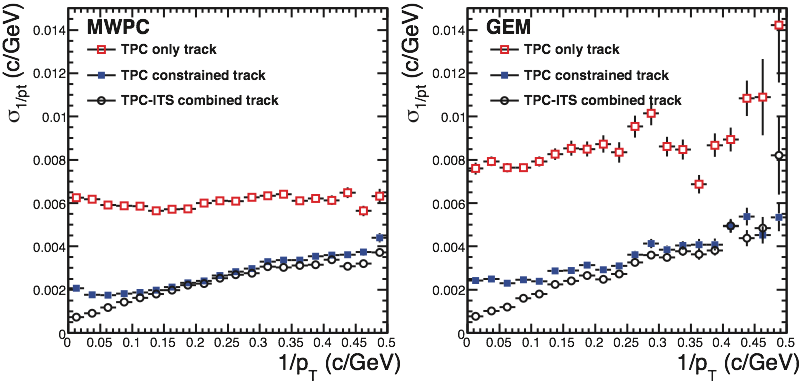 MWPC
TPC only track
TPC constrained track
TPC-ITS combined track
σ1/pt (c/GeV)
0.014
0.012
0.01
0.008
0.006
0.004
0.002
0
0 0.05 0.1 0.15 0.2 0.25 0.3 0.35 0.4 0.45 0.5
1/pT (c/GeV)
GEM
TPC only track
TPC constrained track
TPC-ITS combined track
σ1/pt (c/GeV)
0.014
0.012
0.01
0.008
0.006
0.004
0.002
0
0 0.05 0.1 0.15 0.2 0.25 0.3 0.35 0.4 0.45 0.5
1/pT (c/GeV)